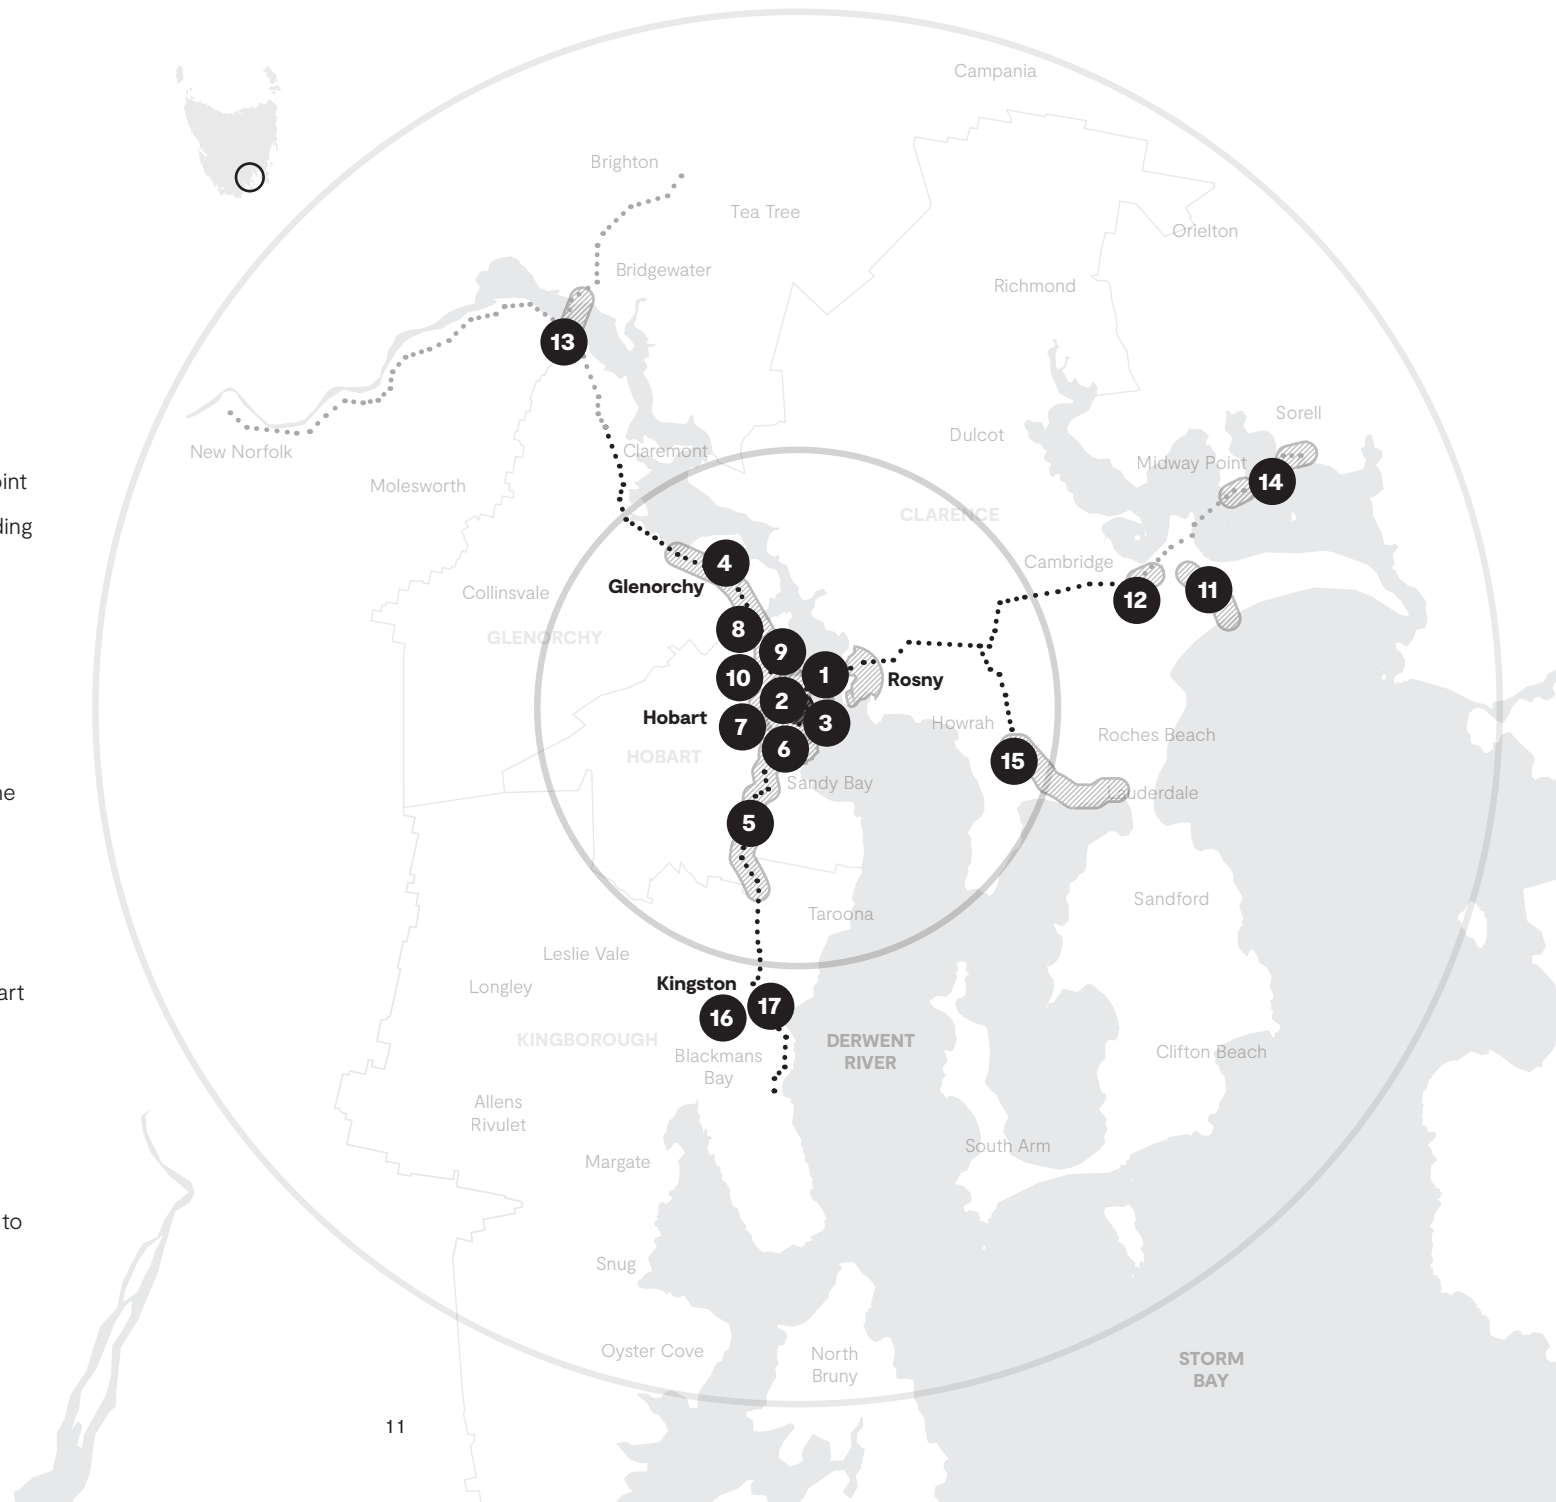 Campania
Brighton
Tea Tree
Orielton
Bridgewater
Richmond
13
Sorell
New Norfolk
Dulcot
Claremont
Midway Point
14
Molesworth
oint
CLARENCE
ding
Cambridge
4
Glenorchy
Collinsvale
12
11
8
GLENORCHY
9
10
1
Rosny
2
Hobart
7
3
Howrah
6
Roches Beach
HOBART
15
Sandy Bay
Lauderdale
ne
5
Sandford
Taroona
Leslie Vale
Kingston
Longley
art
16
17
KINGBOROUGH
DERWENT
RIVER
Blackmans
Bay
Clifton Beach
Allens
Rivulet
South Arm
Margate
to
Snug
Oyster Cove
North
Bruny
STORM
BAY
11